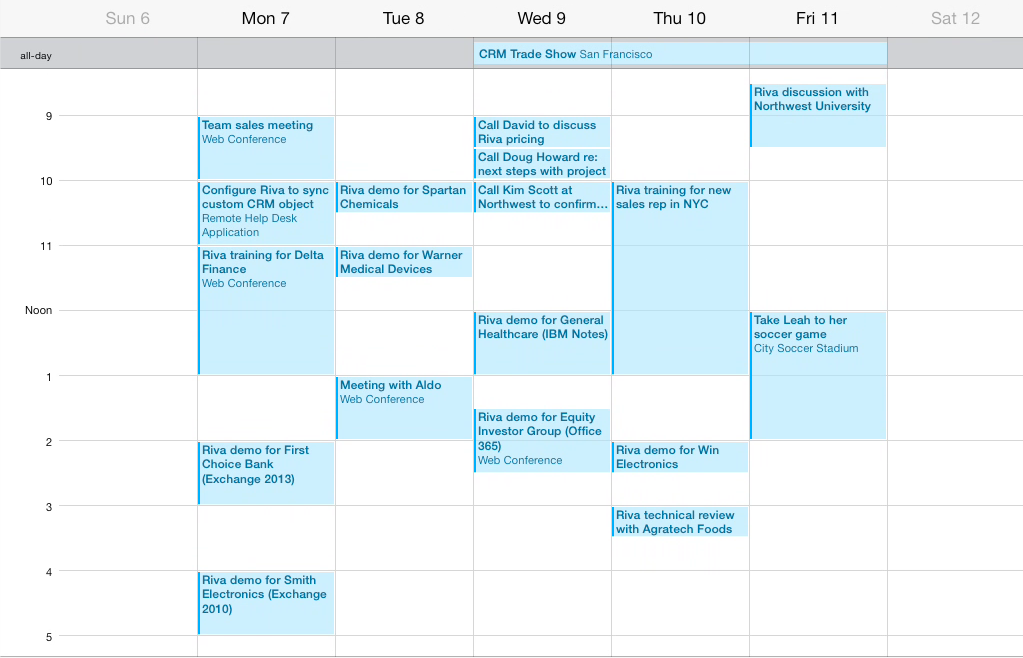 Sun 6
Mon 7
Tue 8
Wed 9
Thu 10
Fri 11
Sat 12
all-day
CRM Trade Show San Francisco
9
10
11
Noon
1
2
3
4
5
Team sales meeting
Web Conference
Configure Riva to sync
custom CRM object
Remote Help Desk
Application
Riva training for Delta
Finance
Web Conference
Riva demo for First
Choice Bank
(Exchange 2013)
Riva demo for Smith
Electronics (Exchange
2010)
Riva demo for Spartan
Chemicals
Riva demo for Warner
Medical Devices
Meeting with Aldo
Web Conference
Call David to discuss
Riva pricing
Call Doug Howard re:
next steps with project
Call Kim Scott at
Northwest to confirm...
Riva demo for General
Healthcare (IBM Notes)
Riva demo for Equity
Investor Group (Office
365)
Web Conference
Riva training for new
sales rep in NYC
Riva demo for Win
Electronics
Riva technical review
with Agratech Foods
Riva discussion with
Northwest University
Take Leah to her
soccer game
City Soccer Stadium